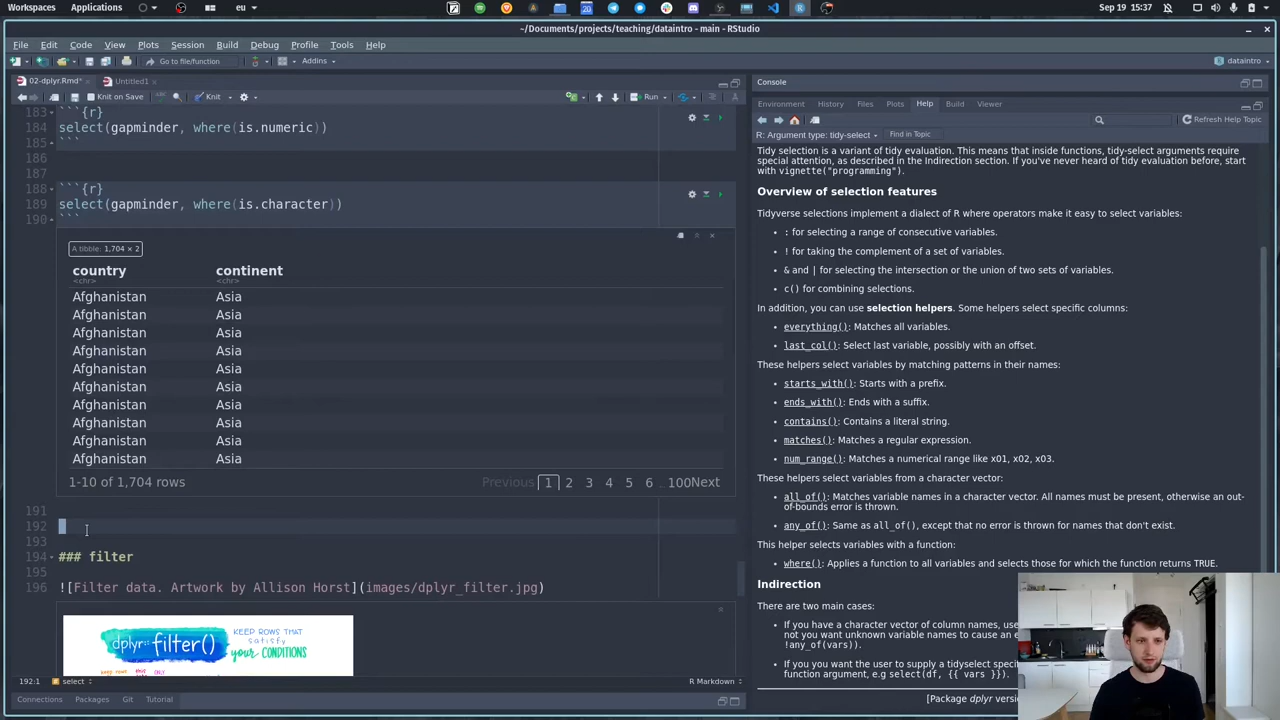 Workspaces
Applications
eu
Sep 19 15:37
~/Documents/projects/teaching/dataintro - main - RStudio
File Edit Code View Plots Session Build Debug Profile Tools Help
Go to file/function
Addins
dataintro
02-dplyr.Rmd*
Untitled1
Knit on Save
Knit
Run
183 ```{r}
184 select(gapminder, where(is.numeric))
185 ```
186
187
188 ```{r}
189 select(gapminder, where(is.character))
190 ```
A tibble: 1,704 × 2
country continent
<chr> <chr>
Afghanistan Asia
Afghanistan Asia
Afghanistan Asia
Afghanistan Asia
Afghanistan Asia
Afghanistan Asia
Afghanistan Asia
Afghanistan Asia
Afghanistan Asia
Afghanistan Asia
1-10 of 1,704 rows
Previous 1 2 3 4 5 6 … 100 Next
191
192
193
194 ### filter
195
196 ![Filter data. Artwork by Allison Horst](images/dplyr_filter.jpg)
dplyr::filter()
KEEP ROWS THAT
satisfy
your CONDITIONS
192:1
select
R Markdown
Connections Packages Git Tutorial
Console
Environment History Files Plots Help Build Viewer
Refresh Help Topic
R: Argument type: tidy-select
Find in Topic
Tidy selection is a variant of tidy evaluation. This means that inside functions, tidy-select arguments require
special attention, as described in the Indirection section. If you've never heard of tidy evaluation before, start
with vignette("programming").
Overview of selection features
Tidyverse selections implement a dialect of R where operators make it easy to select variables:
• : for selecting a range of consecutive variables.
• ! for taking the complement of a set of variables.
• & and | for selecting the intersection or the union of two sets of variables.
• c() for combining selections.
In addition, you can use selection helpers. Some helpers select specific columns:
• everything(): Matches all variables.
• last_col(): Select last variable, possibly with an offset.
These helpers select variables by matching patterns in their names:
• starts_with(): Starts with a prefix.
• ends_with(): Ends with a suffix.
• contains(): Contains a literal string.
• matches(): Matches a regular expression.
• num_range(): Matches a numerical range like x01, x02, x03.
These helpers select variables from a character vector:
• all_of(): Matches variable names in a character vector. All names must be present, otherwise an out-
of-bounds error is thrown.
• any_of(): Same as all_of(), except that no error is thrown for names that don't exist.
This helper selects variables with a function:
• where(): Applies a function to all variables and selects those for which the function returns TRUE.
Indirection
There are two main cases:
• If you have a character vector of column names, use
not you want unknown variable names to cause an e
!any_of(vars)).
• If you you want the user to supply a tidyselect speci
function argument, e.g select(df, {{ vars }}).
[Package dplyr versio